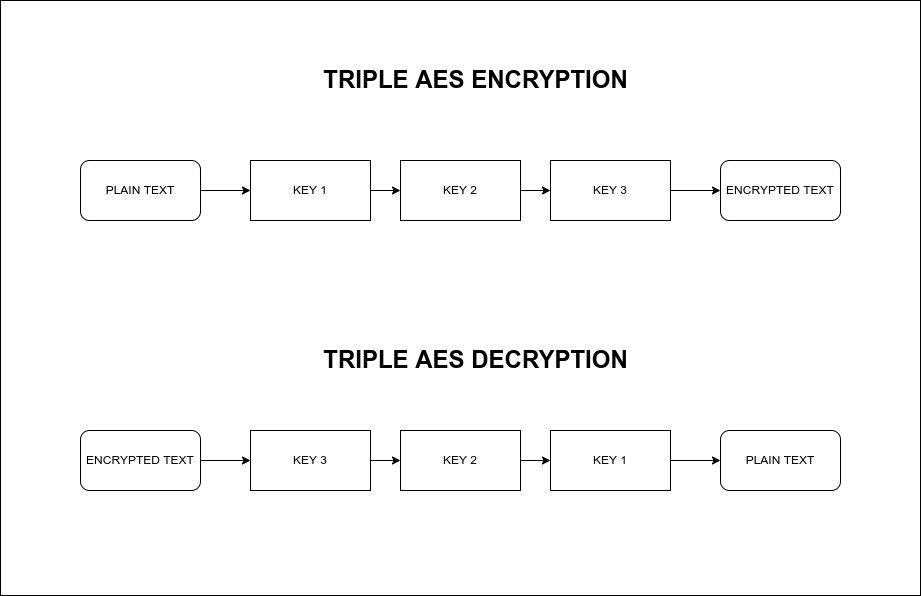 TRIPLE AES ENCRYPTION
PLAIN TEXT
KEY 1
KEY 2
KEY 3
ENCRYPTED TEXT
TRIPLE AES DECRYPTION
ENCRYPTED TEXT
KEY 3
KEY 2
KEY 1
PLAIN TEXT